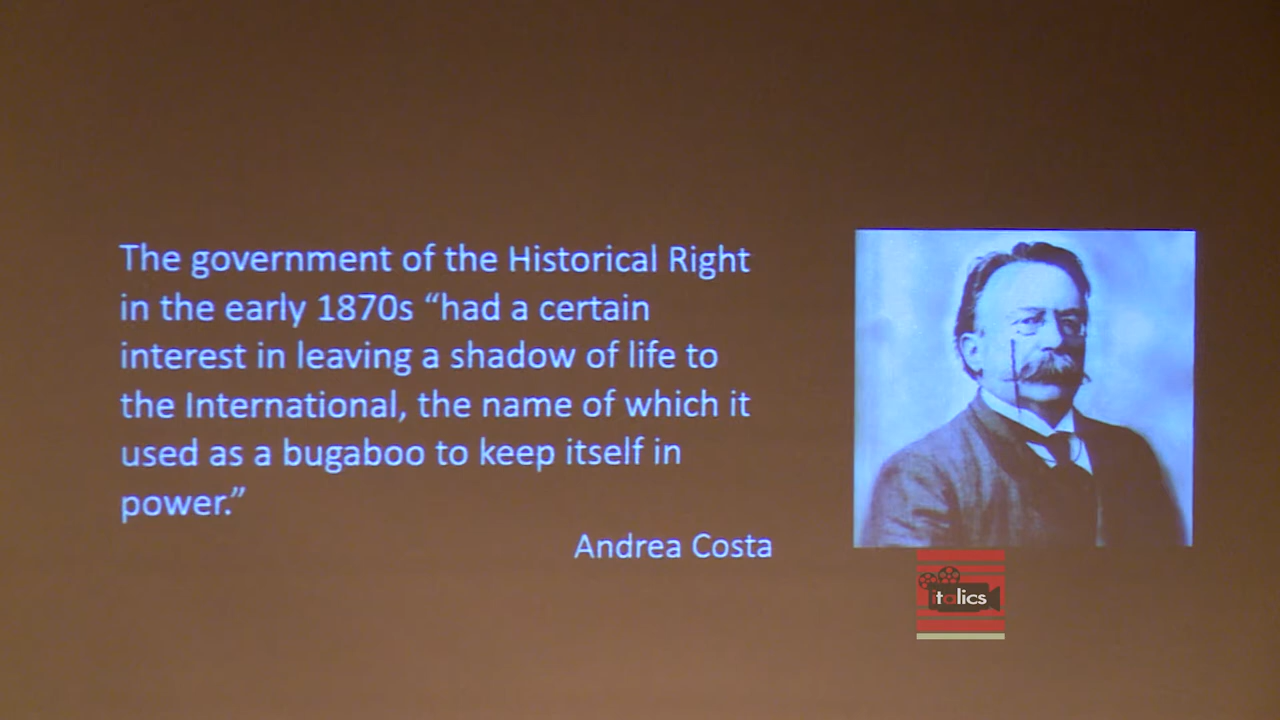 The government of the Historical Right
in the early 1870s “had a certain
interest in leaving a shadow of life to
the International, the name of which it
used as a bugaboo to keep itself in
power.”
Andrea Costa
italics